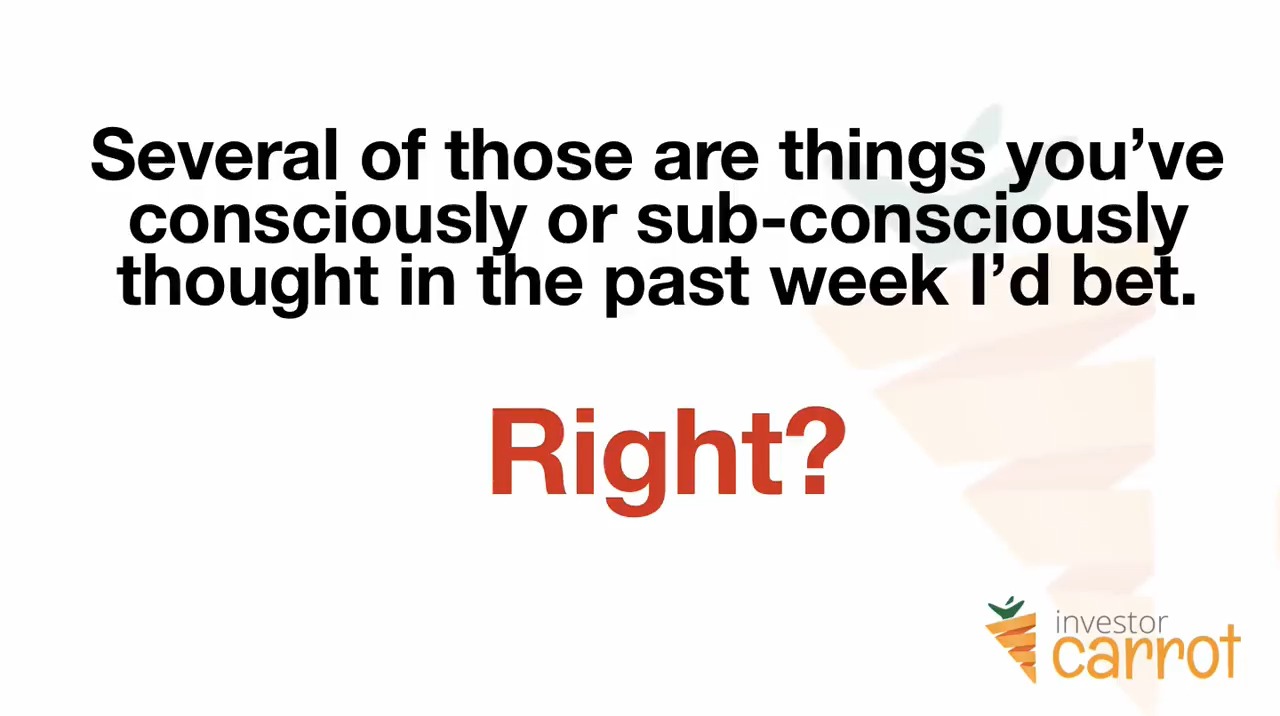 Several of those are things you’ve
consciously or sub-consciously
thought in the past week I’d bet.
Right?
investor
carrot